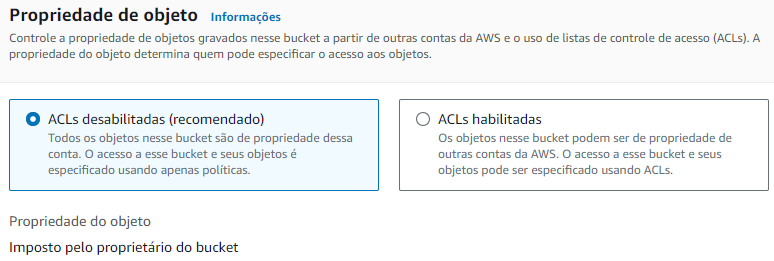 Propriedade de objeto Informações
Controle a propriedade de objetos gravados nesse bucket a partir de outras contas da AWS e o uso de listas de controle de acesso (ACLs). A
propriedade do objeto determina quem pode especificar o acesso aos objetos.
ACLs desabilitadas (recomendado)
Todos os objetos nesse bucket são de propriedade dessa
conta. O acesso a esse bucket e seus objetos é
especificado usando apenas políticas.
ACLs habilitadas
Os objetos nesse bucket podem ser de propriedade de
outras contas da AWS. O acesso a esse bucket e seus
objetos pode ser especificado usando ACLs.
Propriedade do objeto
Imposto pelo proprietário do bucket